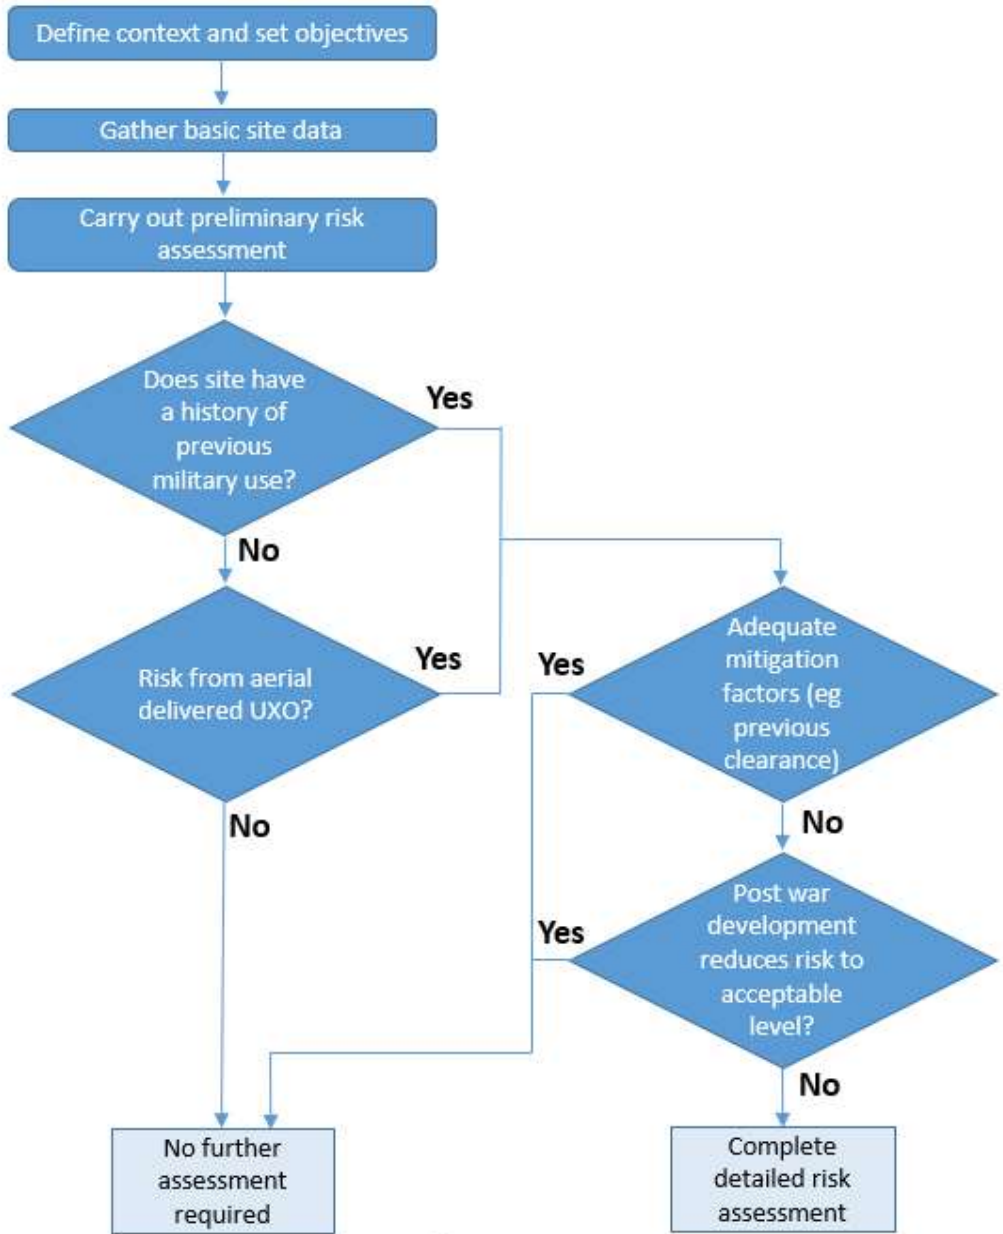 Define context and set objectives
Gather basic site data
Carry out preliminary risk
assessment
Does site have
a history of
previous
military use?
Yes
No
Risk from aerial
delivered UXO?
Yes
No
Adequate
mitigation
factors (eg
previous
clearance)
Yes
No
Post war
development
reduces risk to
acceptable
level?
Yes
No
No further
assessment
required
Complete
detailed risk
assessment